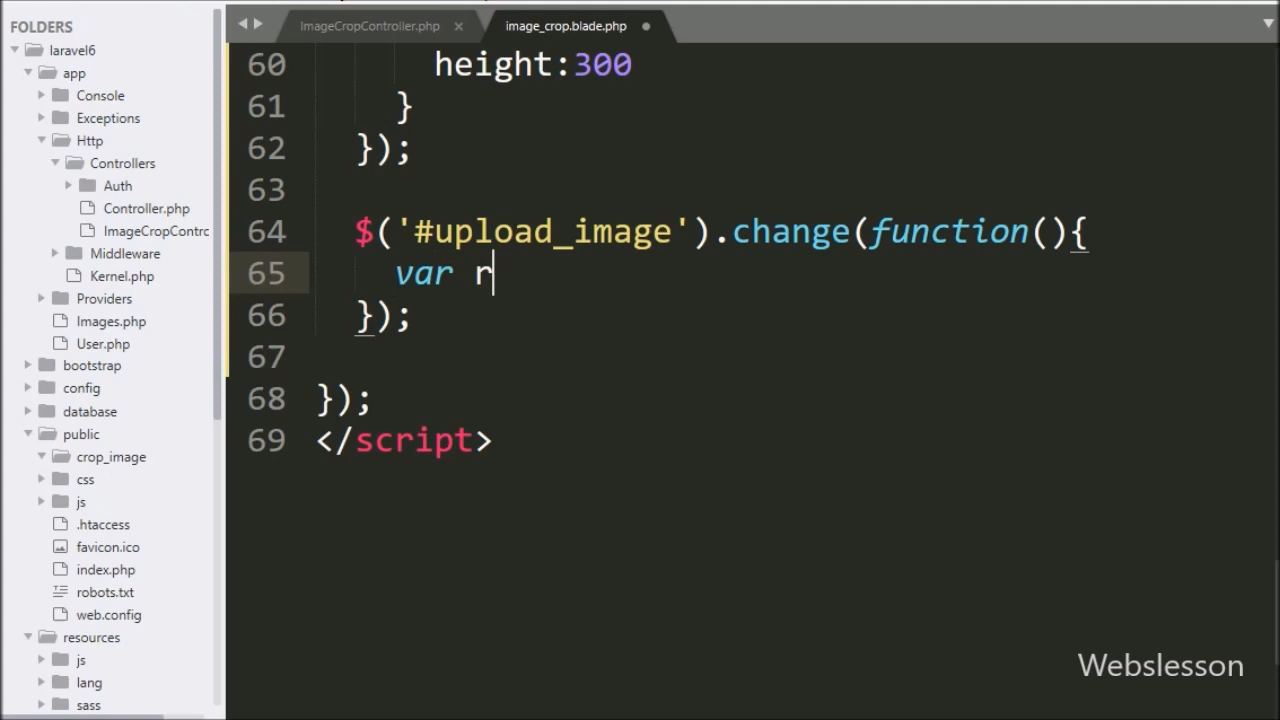 FOLDERS
laravel6
app
Console
Exceptions
Http
Controllers
Auth
Controller.php
ImageCropContrc
Middleware
Kernel.php
Providers
Images.php
User.php
bootstrap
config
database
public
crop_image
css
js
.htaccess
favicon.ico
index.php
robots.txt
web.config
resources
js
lang
sass
ImageCropController.php
image_crop.blade.php
60 height:300
61 }
62 });
63
64 $('#upload_image').change(function(){
65 var r
66 });
67
68 });
69 </script>
Webslesson